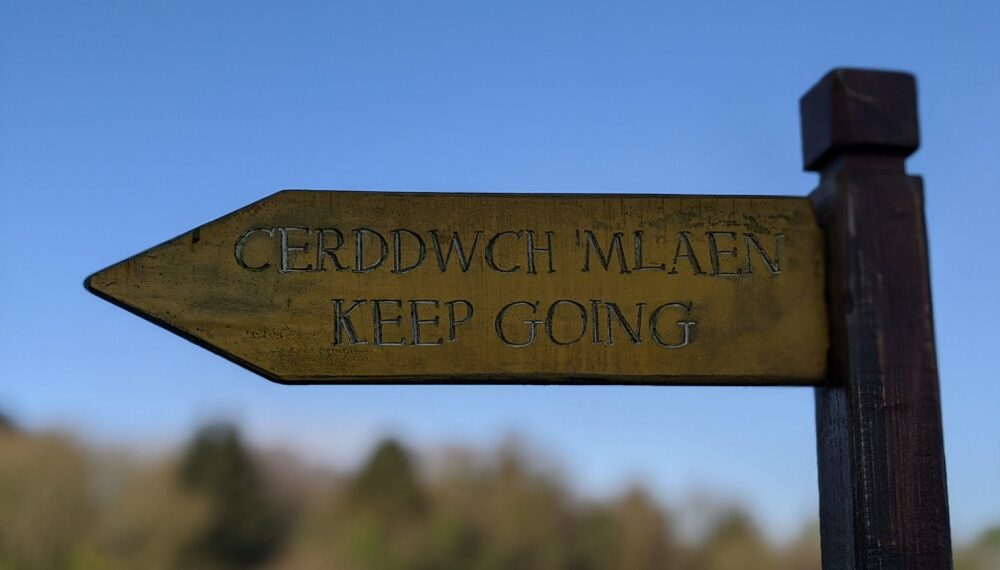 CERDDWCH 'MLAEN
KEEP GOING